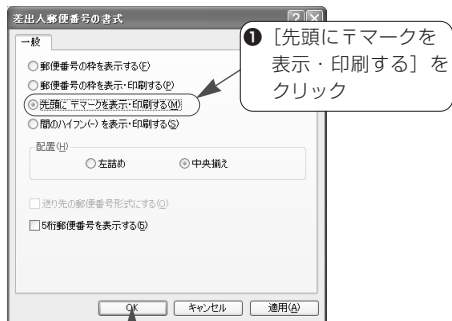 差出人郵便番号の書式
一般
郵便番号の枠を表示する(F)
郵便番号の枠を表示・印刷する(P)
先頭に〒マークを表示・印刷する(M)
間のハイフン(-)を表示・印刷する(S)
配置(H)
左詰め 中央揃え
送り先の郵便番号形式にする(O)
5桁郵便番号を表示する(5)
OK キャンセル 適用(A)
❶ [先頭に〒マークを
表示・印刷する] を
クリック